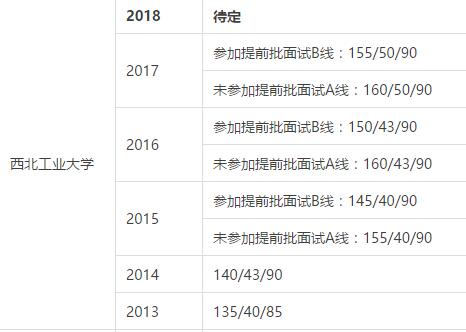 2018 待定
参加提前批面试B线：155/50/90
2017
未参加提前批面试A线：160/50/90
参加提前批面试B线：150/43/90
2016
未参加提前批面试A线：160/43/90
西北工业大学
参加提前批面试B线：145/40/90
2015
未参加提前批面试A线：155/40/90
2014 140/43/90
2013 135/40/85